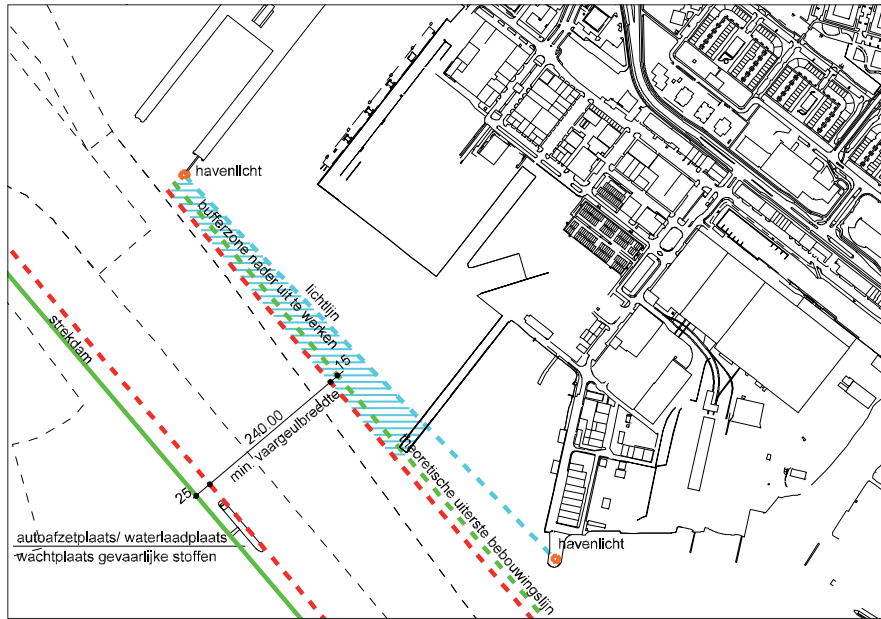 havenlicht
bufferzone nader uit te werken
lichtlijn
strekdam
15
240.00
min. vaargeulbreedte
25
theoretische uiterste bebouwingslijn
autoafzetplaats/ waterlaadplaats
wachtplaats gevaarlijke stoffen
havenlicht